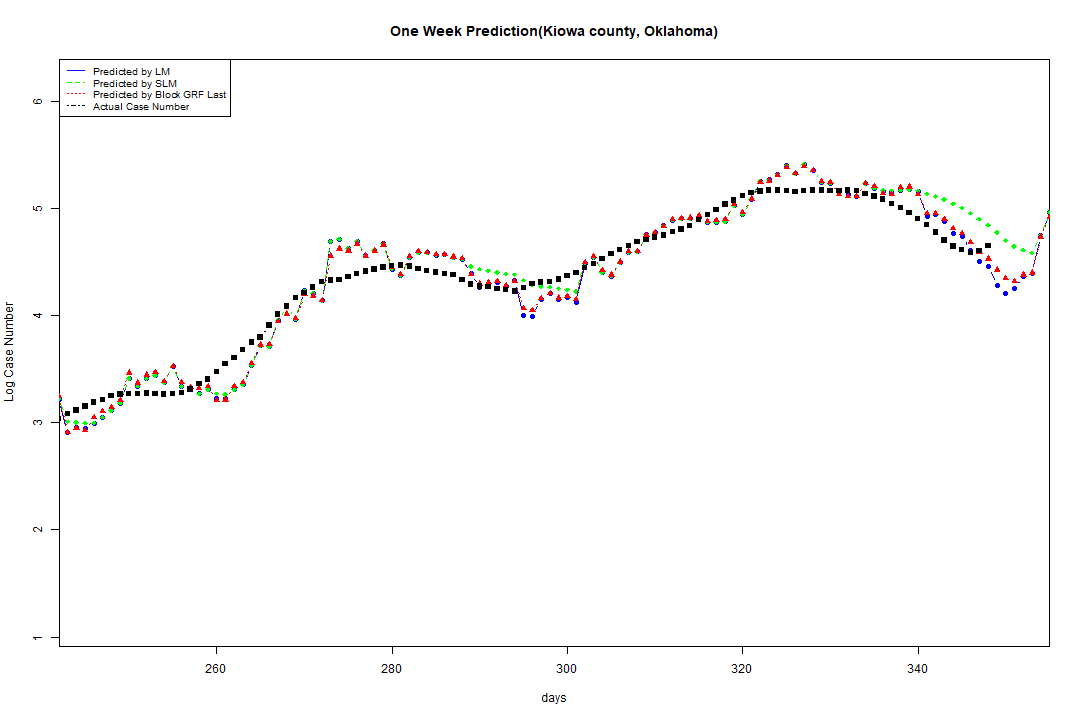 One Week Prediction(Kiowa county, Oklahoma)
Predicted by LM
Predicted by SLM
Predicted by Block GRF Last
Actual Case Number
6
5
4
3
2
1
Log Case Number
260 280 300 320 340
days